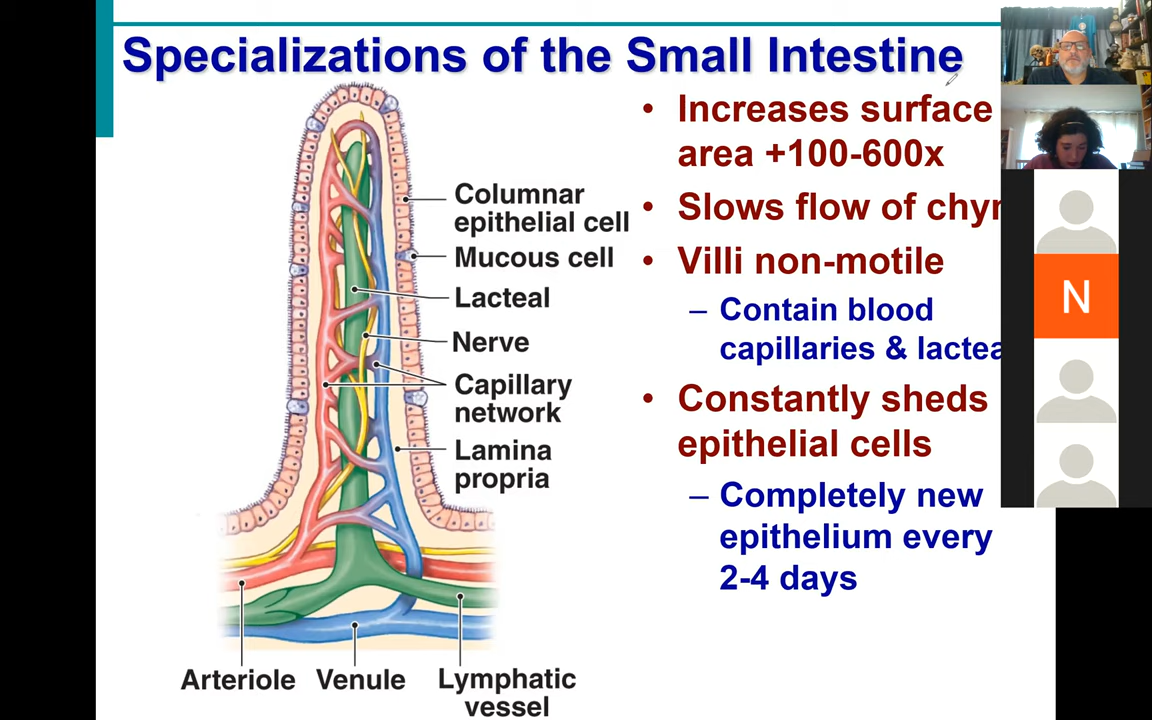 Specializations of the Small Intestine
Increases surface
area +100-600x
Slows flow of
Villi non-motile
– Contain blood
capillaries &
Constantly sheds
epithelial cells
– Completely new
epithelium every
2-4 days
Columnar
epithelial cell
Mucous cell
Lacteal
Nerve
Capillary
network
Lamina
propria
Arteriole
Venule
Lymphatic
vessel
N